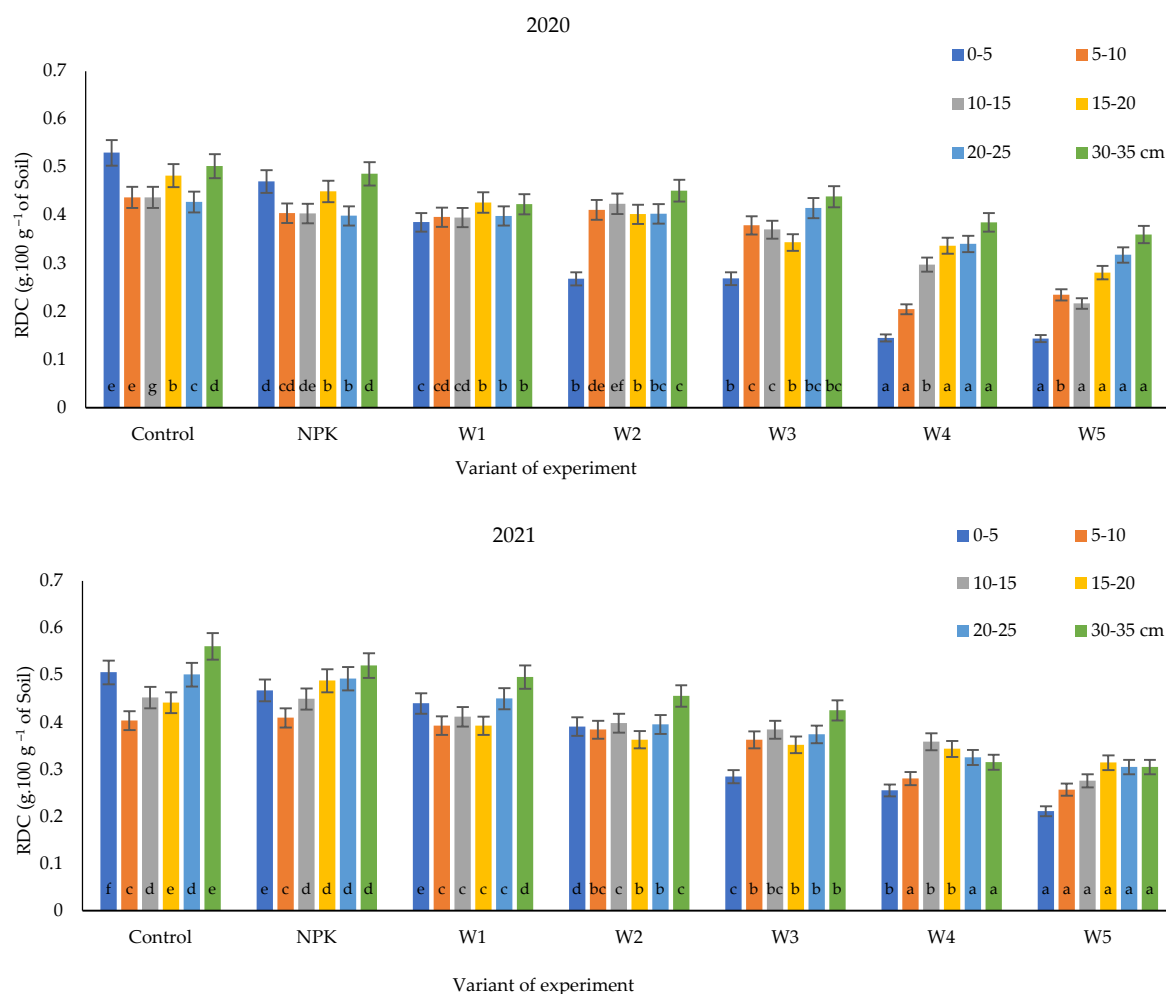 2020
0-5 5-10
10-15 15-20
20-25 30-35 cm
RDC (g.100 g⁻¹ of Soil)
0.7
0.6
0.5
0.4
0.3
0.2
0.1
0
e e g b c d d cd de b b d c cd cd b b b b de ef b bc c b c c b bc bc a a b a a a a b a a a a
Control NPK W1 W2 W3 W4 W5
Variant of experiment
2021
0-5 5-10
10-15 15-20
20-25 30-35 cm
RDC (g.100 g⁻¹ of Soil)
0.7
0.6
0.5
0.4
0.3
0.2
0.1
0
f c d e d e e c d d d d e c c c c d d bc c b b c c b bc b b b b a b b a a a a a a a a
Control NPK W1 W2 W3 W4 W5
Variant of experiment